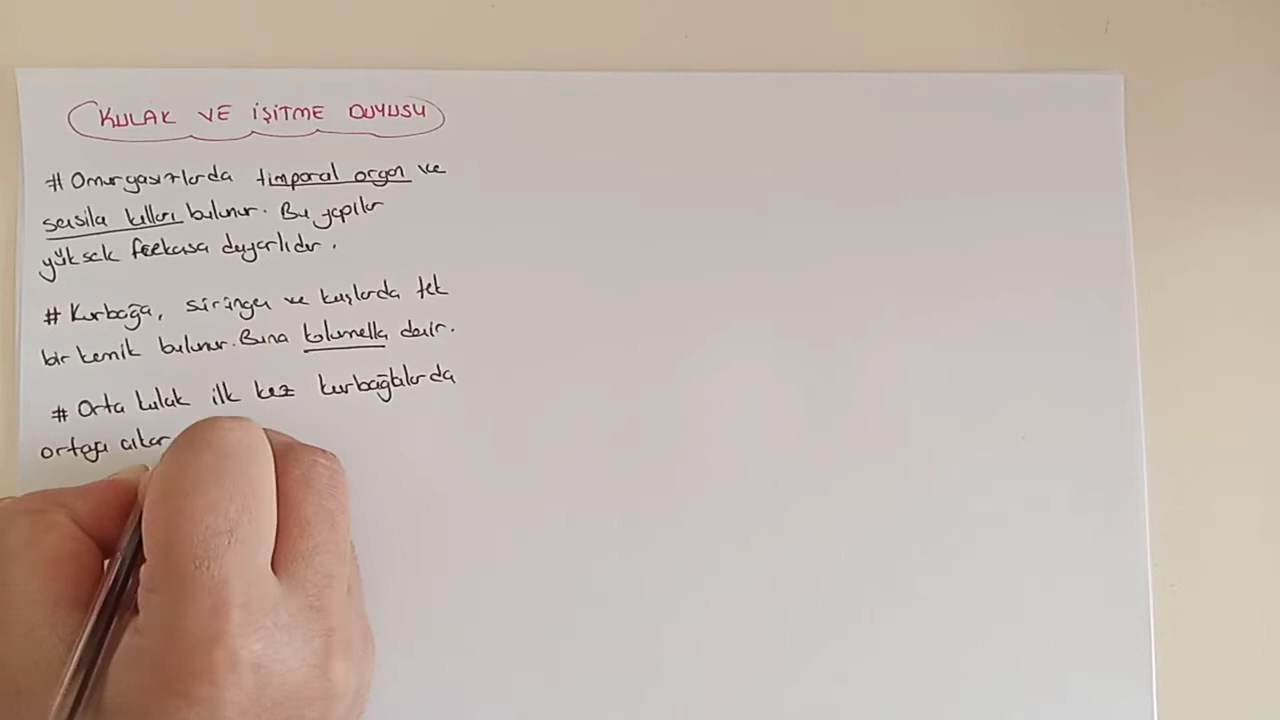 KULAK VE İŞİTME DUYUSU
# Omurgasızlarda timpanal organ ve
sensila kılları bulunur. Bu yapılar
yüksek frekansa duyarlıdır.
# Kurbağa, sürüngen ve kuşlarda tek
bir kemik bulunur. Buna kolumella denir.
# Orta kulak ilk kez kurbağalarda
ortaya çıkar